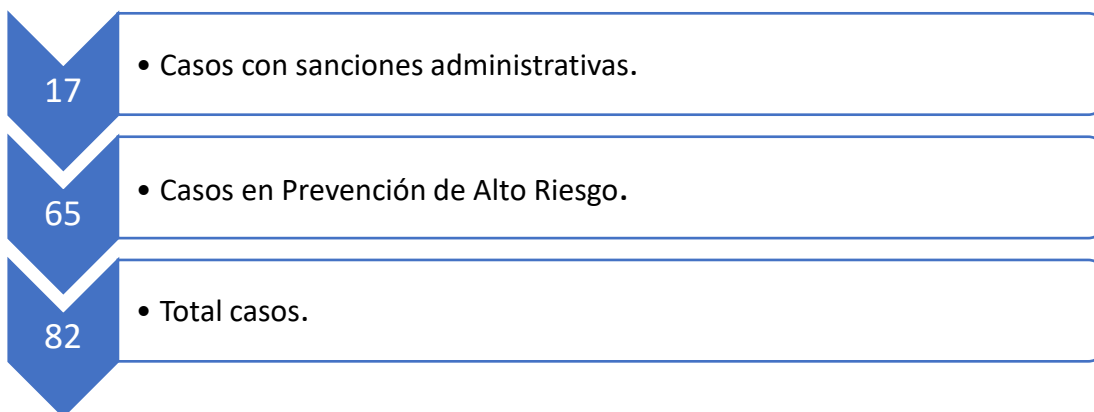 17
• Casos con sanciones administrativas.
65
• Casos en Prevención de Alto Riesgo.
82
• Total casos.